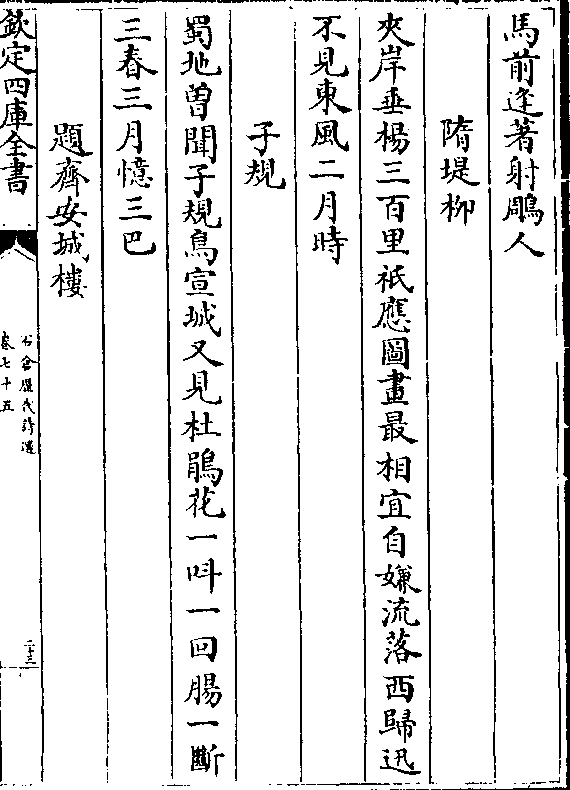 馬前逢著射鵰人
隋堤柳
夾岸垂楊三百里祇應圖畫最相宜自嫌流落西歸迅
不見東風二月時
子規
蜀地曽聞子規鳥宣城又見杜鵑花一叫一回腸一斷
三春三月憶三巴
題齊安城樓
欽定四庫全書
石倉歷代詩選
卷七十五
二十三